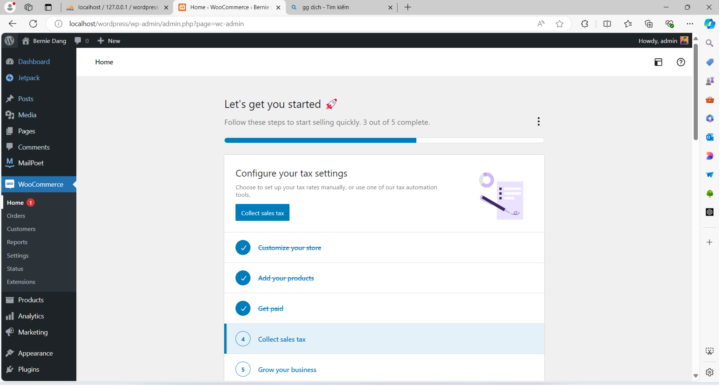 localhost / 127.0.0.1 / wordpress
Home ‹ WooCommerce ‹ Bernie
gg dich - Tìm kiếm
localhost/wordpress/wp-admin/admin.php?page=wc-admin
Bernie Dang
0
New
Howdy, admin
Dashboard
Jetpack
Posts
Media
Pages
Comments
MailPoet
WooCommerce
Home 1
Orders
Customers
Reports
Settings
Status
Extensions
Products
Analytics
Marketing
Appearance
Plugins
Home
Let's get you started 🚀
Follow these steps to start selling quickly. 3 out of 5 complete.
Configure your tax settings
Choose to set up your tax rates manually, or use one of our tax automation
tools.
Collect sales tax
Customize your store
Add your products
Get paid
4 Collect sales tax
5 Grow your business